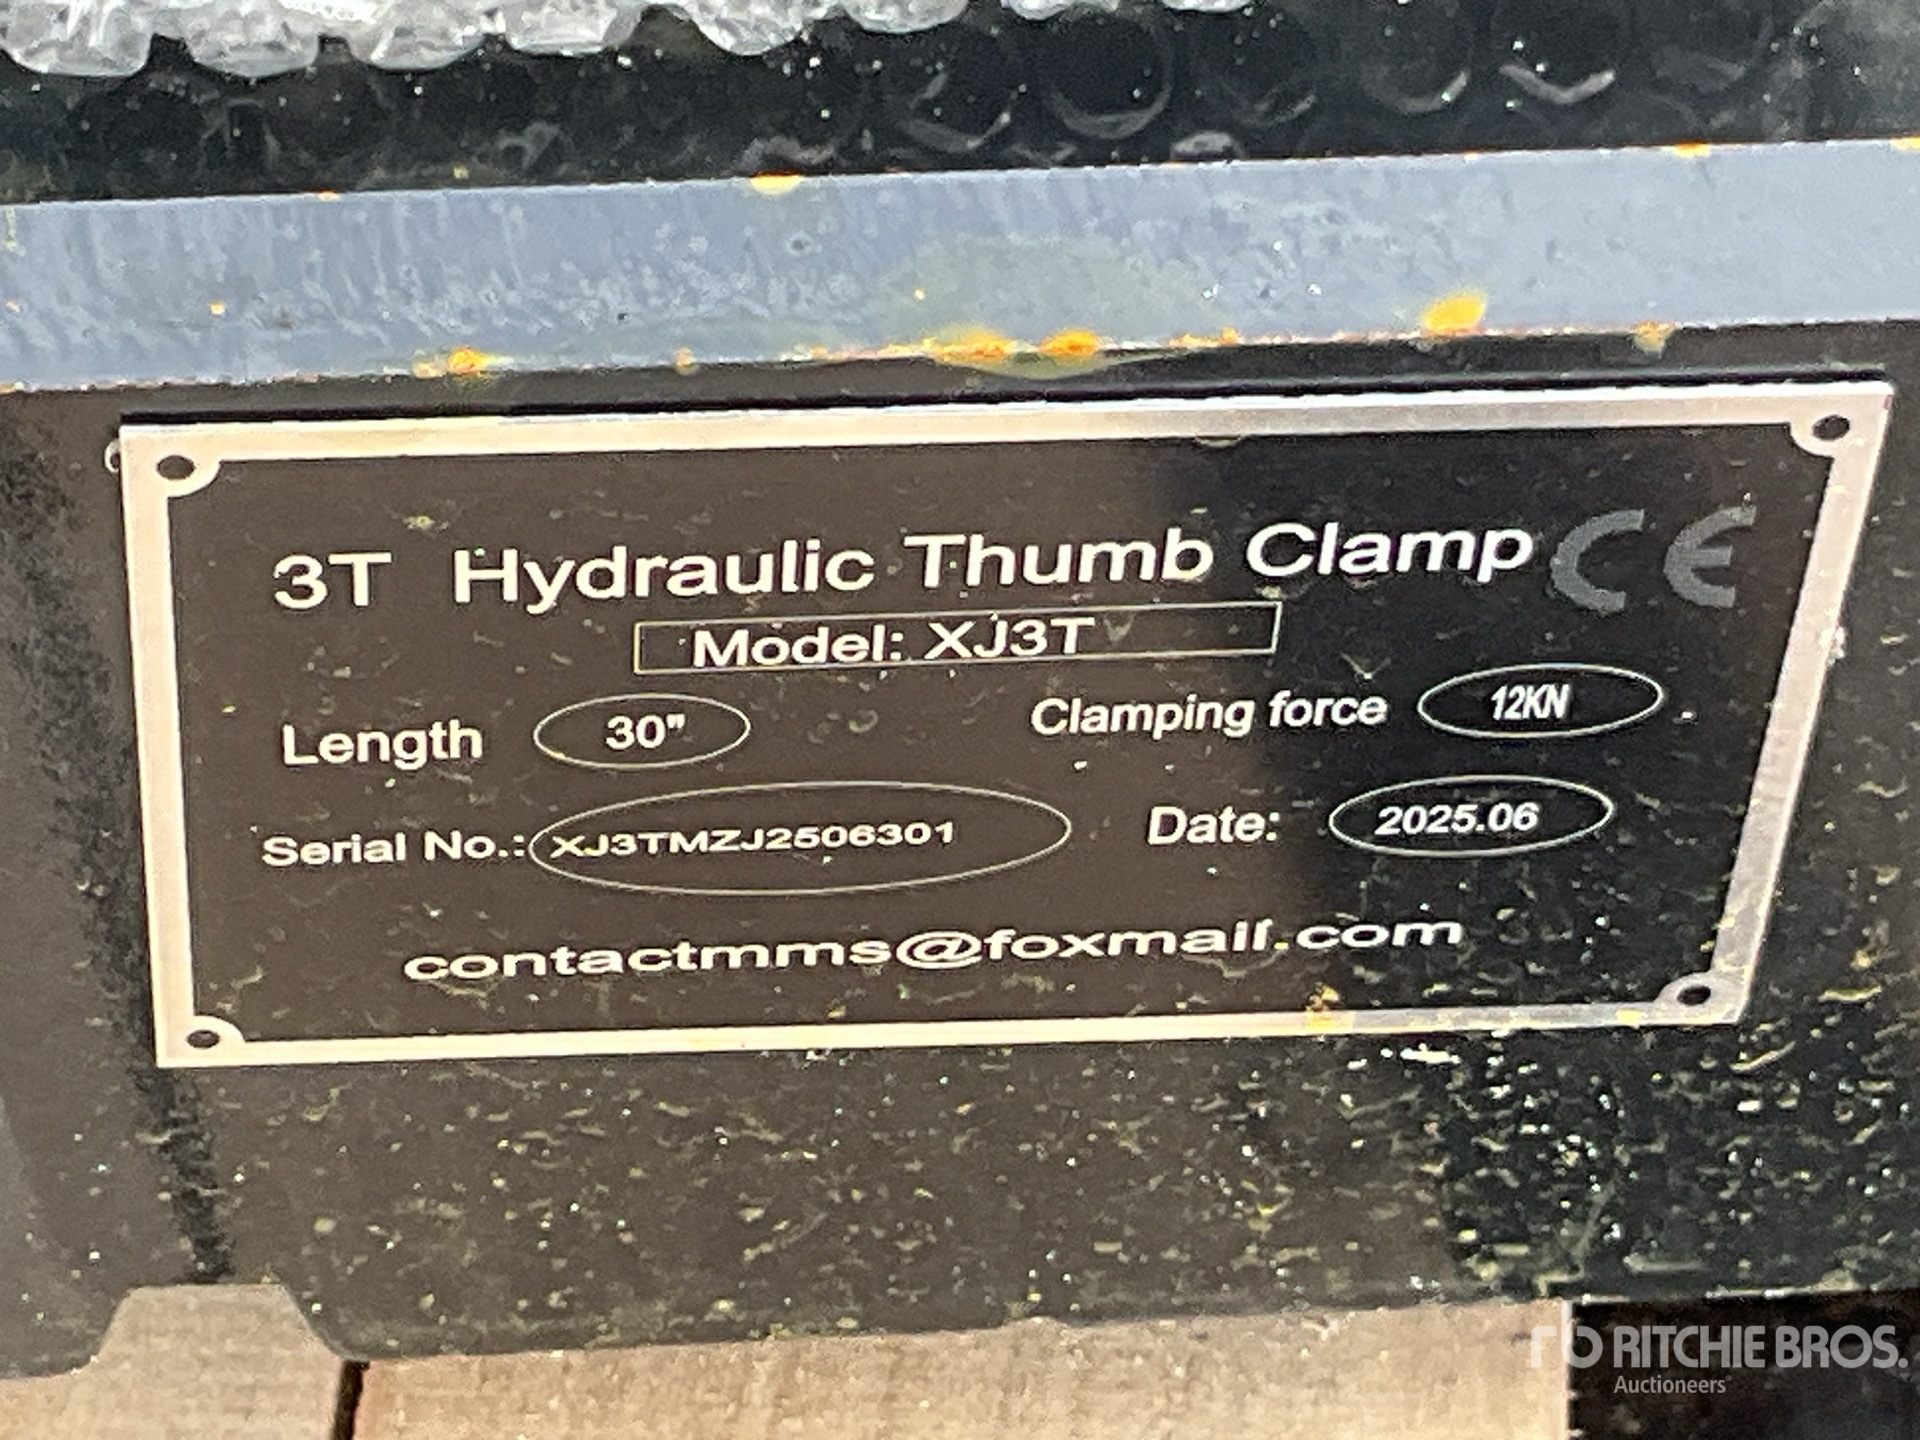 3T Hydraulic Thumb Clamp CE
Model: XJ3T
Length 30" Clamping force 12KN
Serial No.: XJ3TMZJ2506301 Date: 2025.06
contactmms@foxmail.com
rb RITCHIE BROS.
Auctioneers